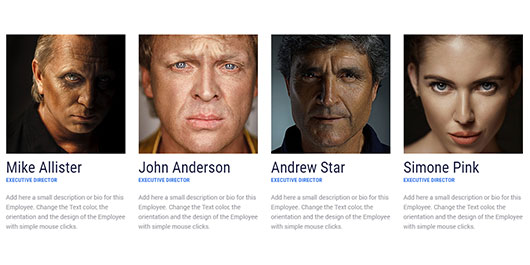 Mike Allister
EXECUTIVE DIRECTOR
Add here a small description or bio for this
Employee. Change the Text color, the
orientation and the design of the Employee
with simple mouse clicks.
John Anderson
EXECUTIVE DIRECTOR
Add here a small description or bio for this
Employee. Change the Text color, the
orientation and the design of the Employee
with simple mouse clicks.
Andrew Star
EXECUTIVE DIRECTOR
Add here a small description or bio for this
Employee. Change the Text color, the
orientation and the design of the Employee
with simple mouse clicks.
Simone Pink
EXECUTIVE DIRECTOR
Add here a small description or bio for this
Employee. Change the Text color, the
orientation and the design of the Employee
with simple mouse clicks.